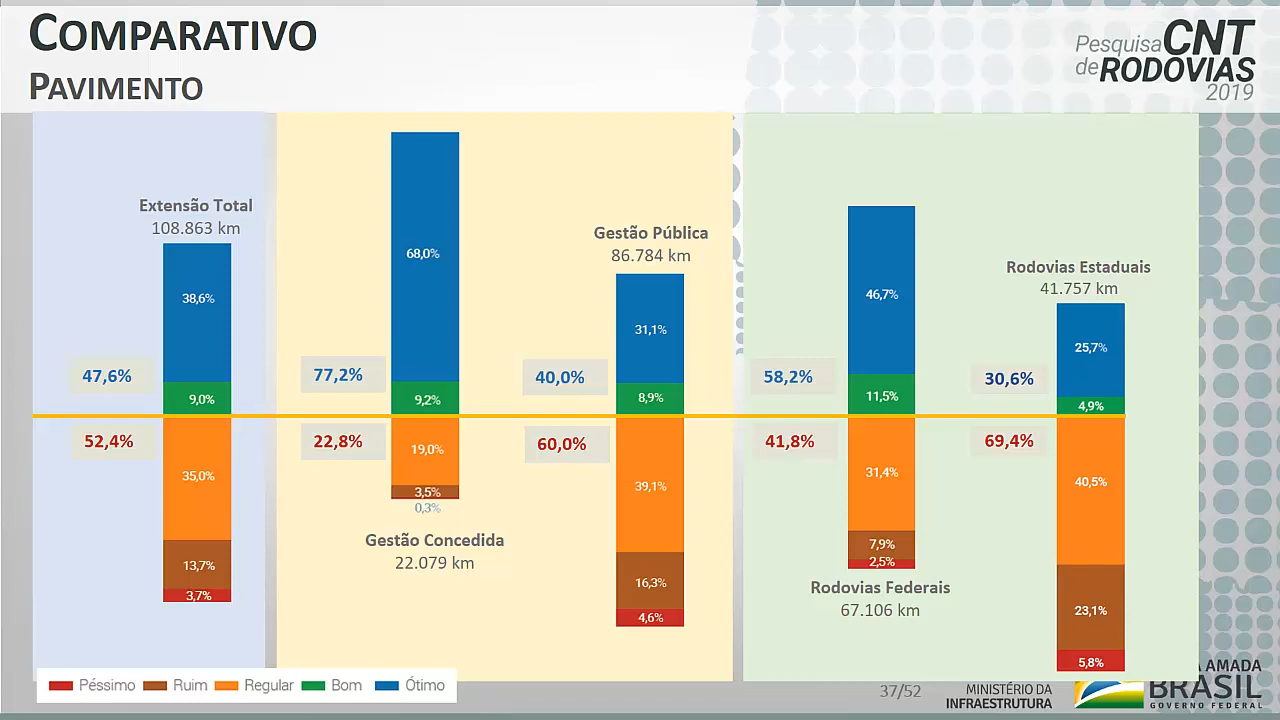 COMPARATIVO
PAVIMENTO
Pesquisa CNT
de RODOVIAS
2019
Extensão Total
108.863 km
38,6%
9,0%
47,6%
52,4%
35,0%
13,7%
3,7%
68,0%
9,2%
77,2%
22,8%
19,0%
3,5%
0,3%
Gestão Concedida
22.079 km
Gestão Pública
86.784 km
31,1%
8,9%
40,0%
60,0%
39,1%
16,3%
4,6%
46,7%
11,5%
58,2%
41,8%
31,4%
7,9%
2,5%
Rodovias Federais
67.106 km
Rodovias Estaduais
41.757 km
25,7%
4,9%
30,6%
69,4%
40,5%
23,1%
5,8%
Péssimo Ruim Regular Bom Ótimo
37/52
MINISTÉRIO DA
INFRAESTRUTURA
A AMADA
BRASIL
GOVERNO FEDERAL